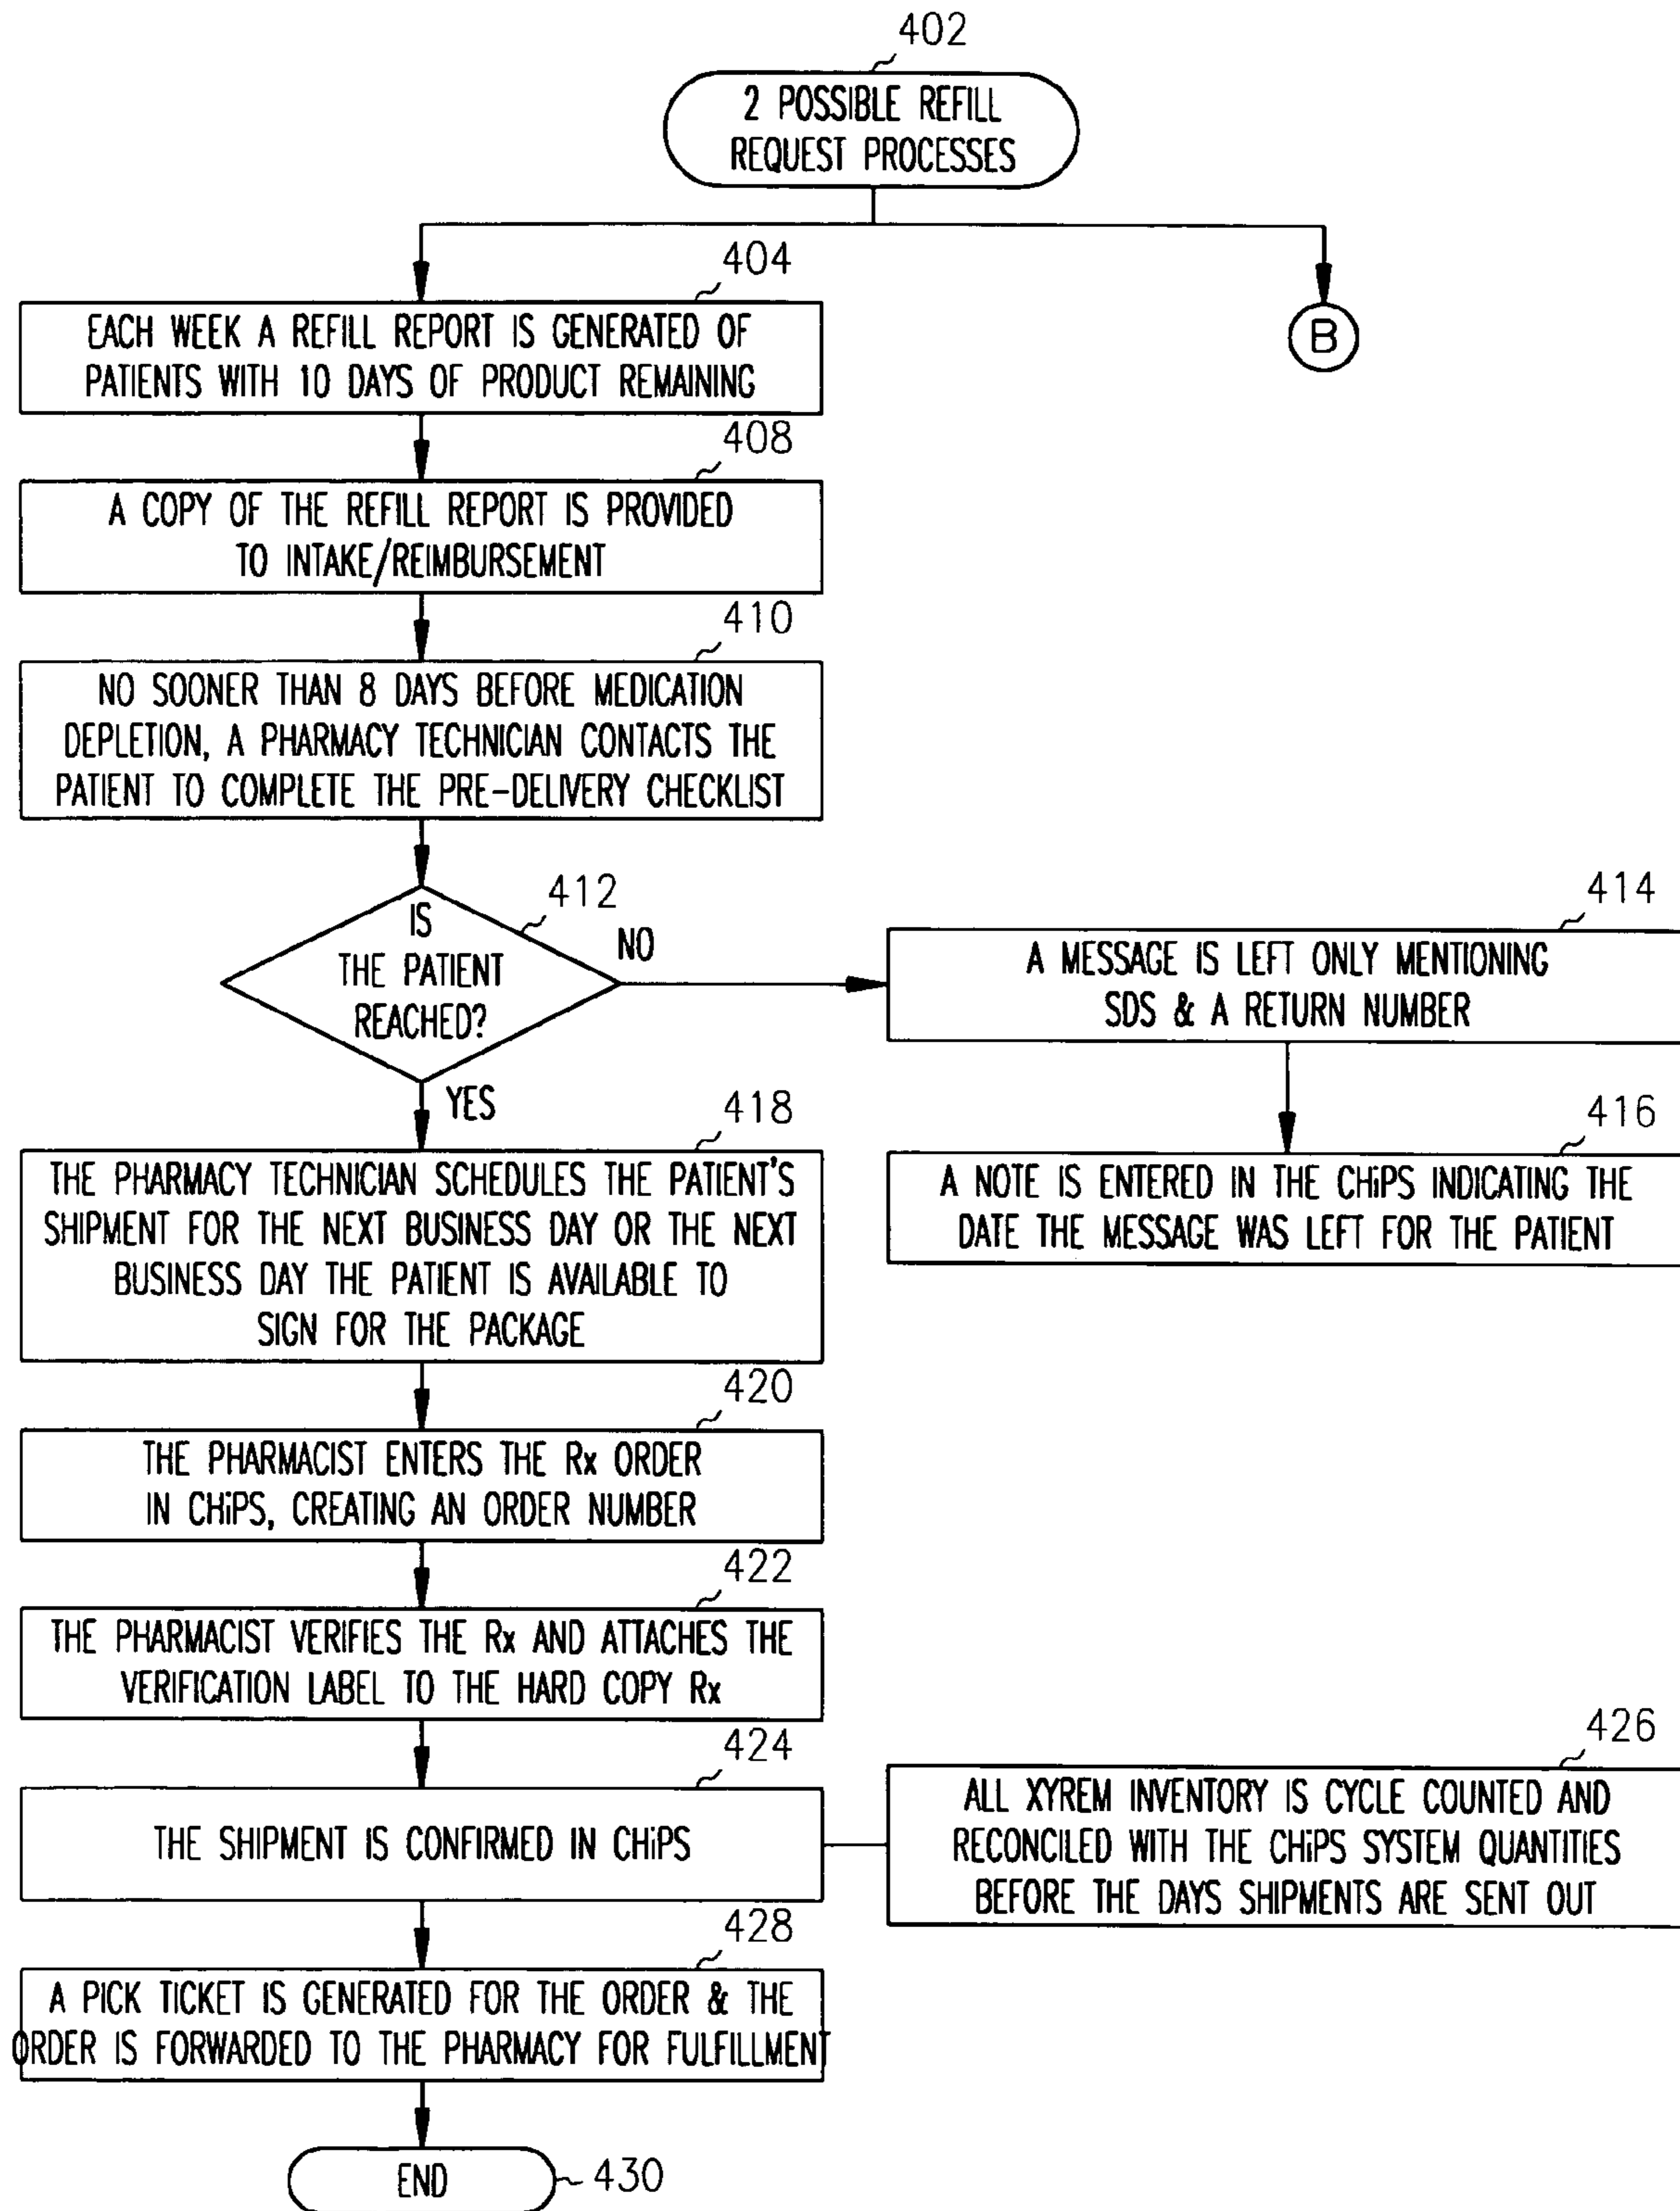 402
2 POSSIBLE REFILL
REQUEST PROCESSES
404
EACH WEEK A REFILL REPORT IS GENERATED OF
PATIENTS WITH 10 DAYS OF PRODUCT REMAINING
B
408
A COPY OF THE REFILL REPORT IS PROVIDED
TO INTAKE/REIMBURSEMENT
410
NO SOONER THAN 8 DAYS BEFORE MEDICATION
DEPLETION, A PHARMACY TECHNICIAN CONTACTS THE
PATIENT TO COMPLETE THE PRE-DELIVERY CHECKLIST
412
IS
THE PATIENT
REACHED?
NO
414
A MESSAGE IS LEFT ONLY MENTIONING
SDS & A RETURN NUMBER
416
A NOTE IS ENTERED IN THE CHiPS INDICATING THE
DATE THE MESSAGE WAS LEFT FOR THE PATIENT
YES
418
THE PHARMACY TECHNICIAN SCHEDULES THE PATIENT'S
SHIPMENT FOR THE NEXT BUSINESS DAY OR THE NEXT
BUSINESS DAY THE PATIENT IS AVAILABLE TO
SIGN FOR THE PACKAGE
420
THE PHARMACIST ENTERS THE Rx ORDER
IN CHiPS, CREATING AN ORDER NUMBER
422
THE PHARMACIST VERIFIES THE Rx AND ATTACHES THE
VERIFICATION LABEL TO THE HARD COPY Rx
424
THE SHIPMENT IS CONFIRMED IN CHiPS
426
ALL XYREM INVENTORY IS CYCLE COUNTED AND
RECONCILED WITH THE CHiPS SYSTEM QUANTITIES
BEFORE THE DAYS SHIPMENTS ARE SENT OUT
428
A PICK TICKET IS GENERATED FOR THE ORDER & THE
ORDER IS FORWARDED TO THE PHARMACY FOR FULFILLMENT
END
430